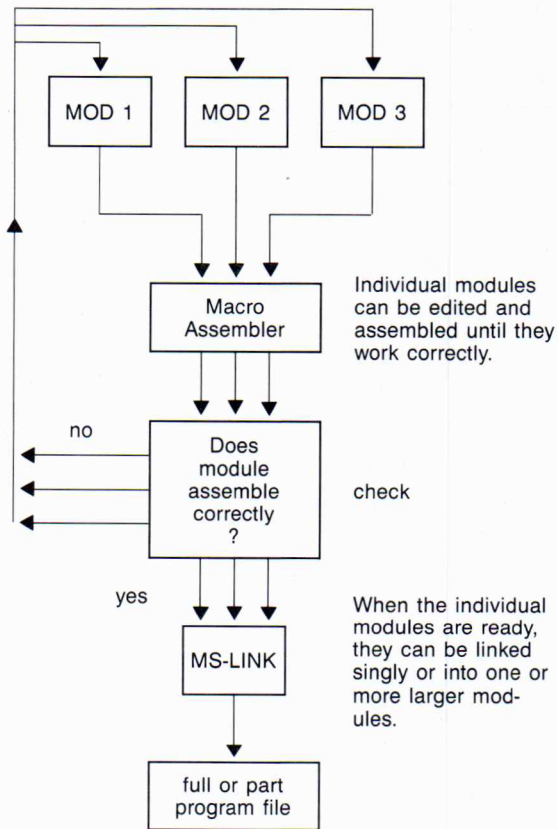 MOD 1
MOD 2
MOD 3
Macro
Assembler
Individual modules
can be edited and
assembled until they
work correctly.
no
Does
module
assemble
correctly
?
check
yes
MS-LINK
When the individual
modules are ready,
they can be linked
singly or into one or
more larger mod-
ules.
full or part
program file